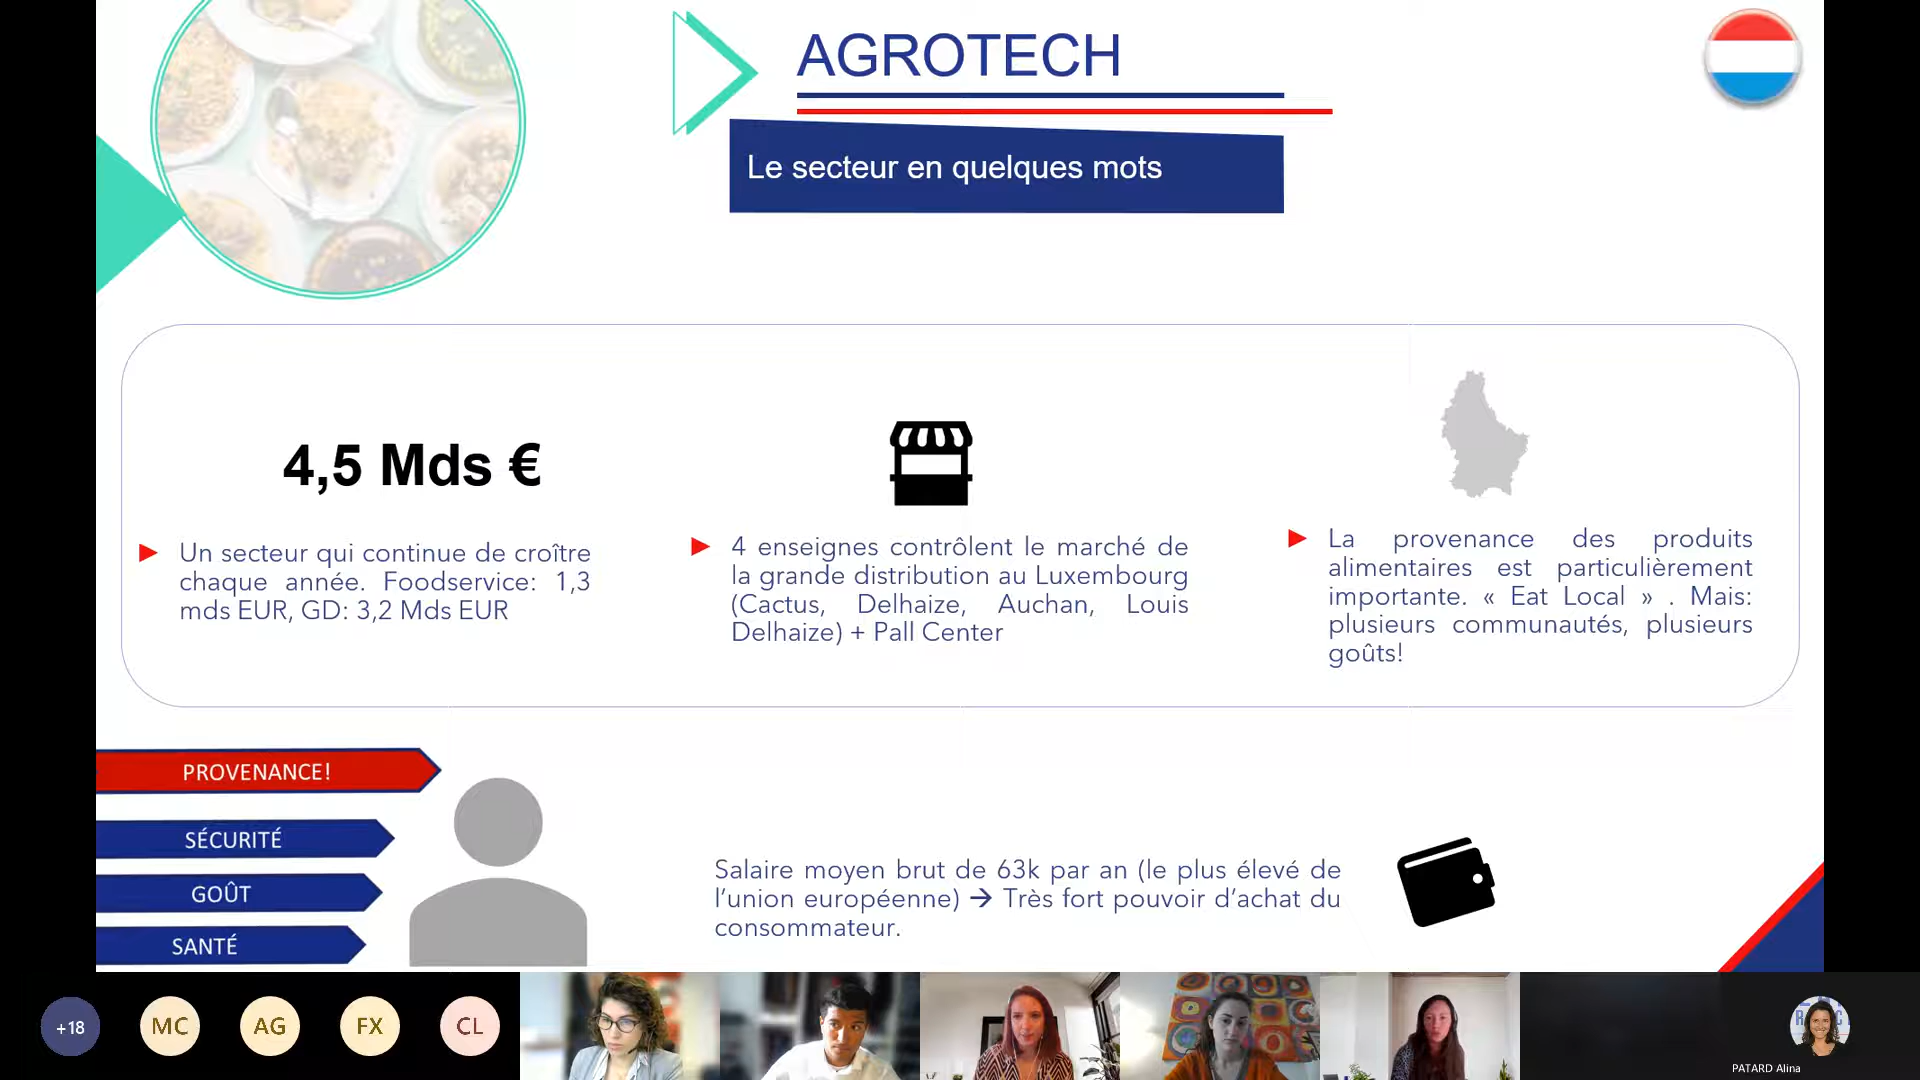 AGROTECH
Le secteur en quelques mots
4,5 Mds €
Un secteur qui continue de croître
chaque année. Foodservice: 1,3
mds EUR, GD: 3,2 Mds EUR
4 enseignes contrôlent le marché de
la grande distribution au Luxembourg
(Cactus, Delhaize, Auchan, Louis
Delhaize) + Pall Center
La provenance des produits
alimentaires est particulièrement
importante. « Eat Local » . Mais:
plusieurs communautés, plusieurs
goûts!
PROVENANCE!
SÉCURITÉ
GOÛT
SANTÉ
Salaire moyen brut de 63k par an (le plus élevé de
l’union européenne) → Très fort pouvoir d’achat du
consommateur.
+18
MC
AG
FX
CL
PATARD Alina